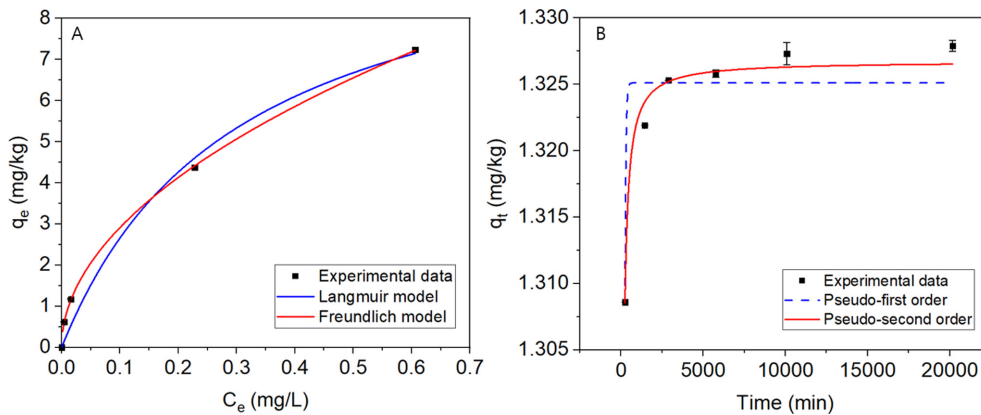 A
8
7
6
5
4
3
2
1
0
qₑ (mg/kg)
Experimental data
Langmuir model
Freundlich model
0.0 0.1 0.2 0.3 0.4 0.5 0.6 0.7
Cₑ (mg/L)
B
1.330
1.325
1.320
1.315
1.310
1.305
qₜ (mg/kg)
Experimental data
Pseudo-first order
Pseudo-second order
0 5000 10000 15000 20000
Time (min)